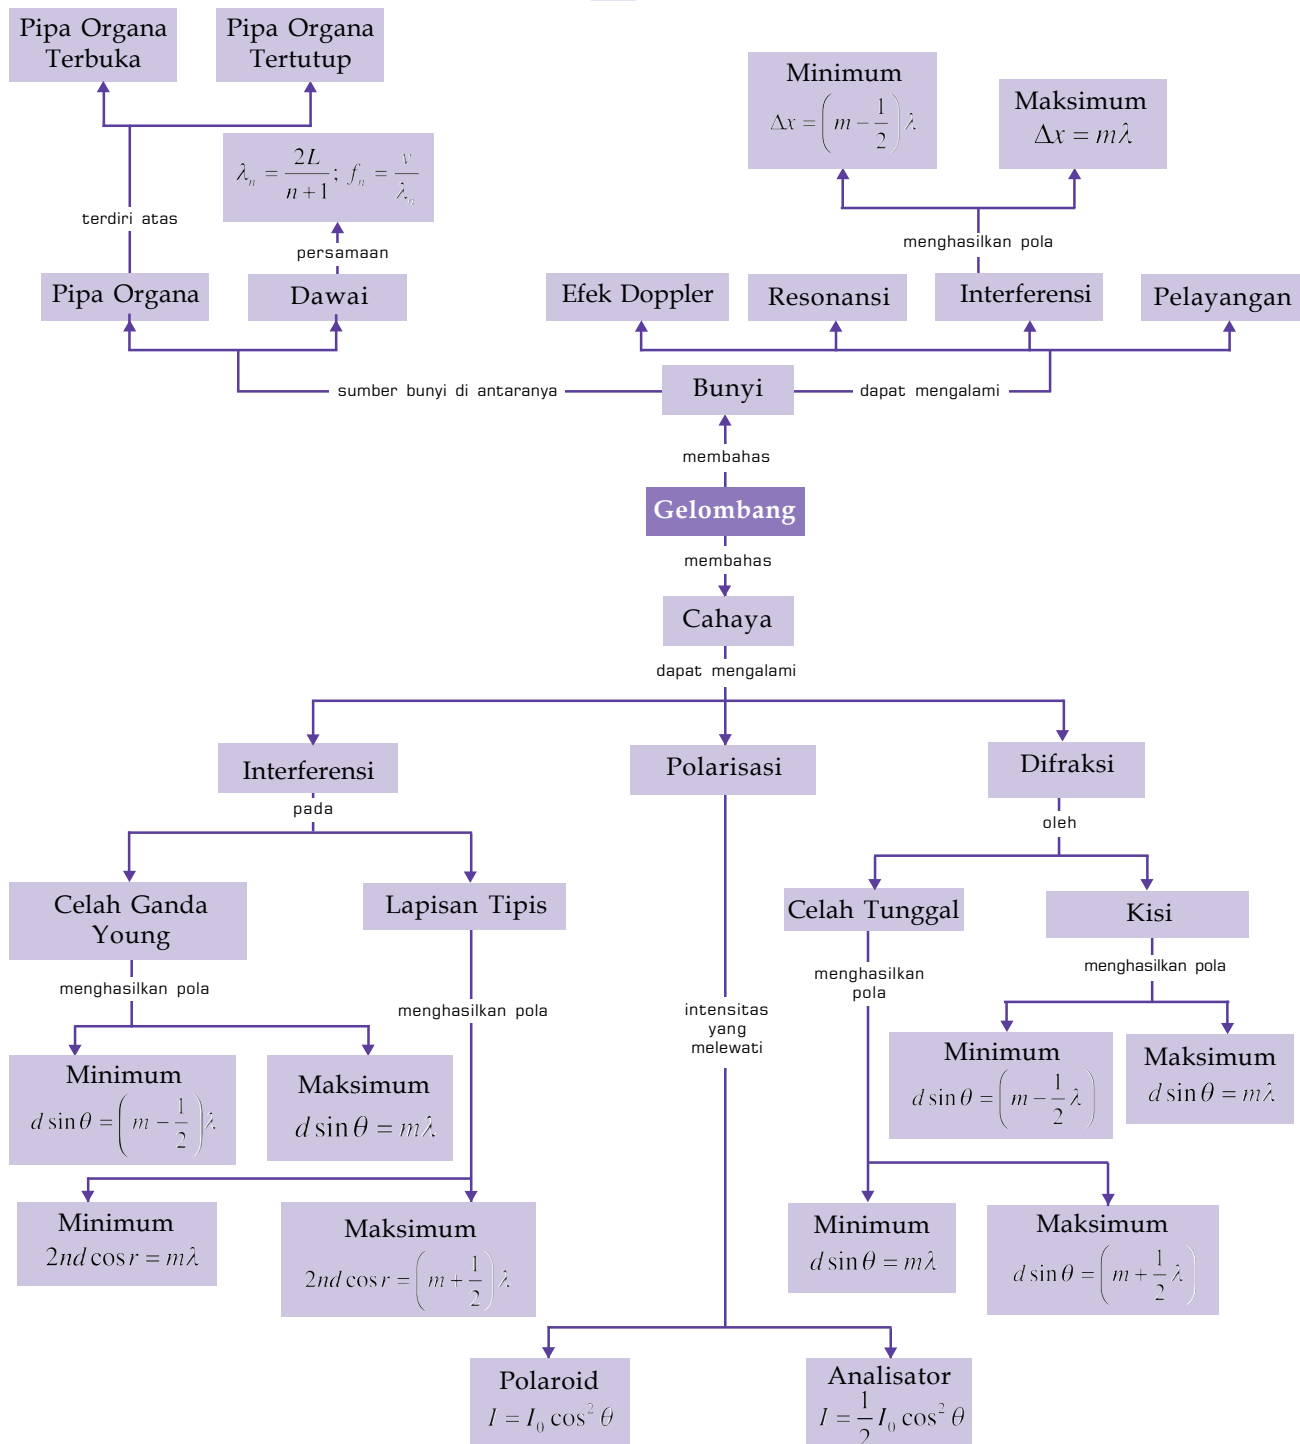 Pipa Organa
Terbuka
Pipa Organa
Tertutup
Minimum
Δx = (m − 1/2) λ
Maksimum
Δx = mλ
λn = 2L/(n + 1); fn = v/λn
terdiri atas
persamaan
menghasilkan pola
Pipa Organa
Dawai
Efek Doppler
Resonansi
Interferensi
Pelayangan
sumber bunyi di antaranya
Bunyi
dapat mengalami
membahas
Gelombang
membahas
Cahaya
dapat mengalami
Interferensi
Polarisasi
Difraksi
pada
oleh
Celah Ganda
Young
Lapisan Tipis
Celah Tunggal
Kisi
menghasilkan pola
menghasilkan pola
intensitas
yang
melewati
menghasilkan
pola
menghasilkan pola
Minimum
d sin θ = (m − 1/2) λ
Maksimum
d sin θ = mλ
Minimum
d sin θ = (m − 1/2 λ)
Maksimum
d sin θ = mλ
Minimum
2nd cos r = mλ
Maksimum
2nd cos r = (m + 1/2) λ
Minimum
d sin θ = mλ
Maksimum
d sin θ = (m + 1/2 λ)
Polaroid
I = I₀ cos² θ
Analisator
I = 1/2 I₀ cos² θ